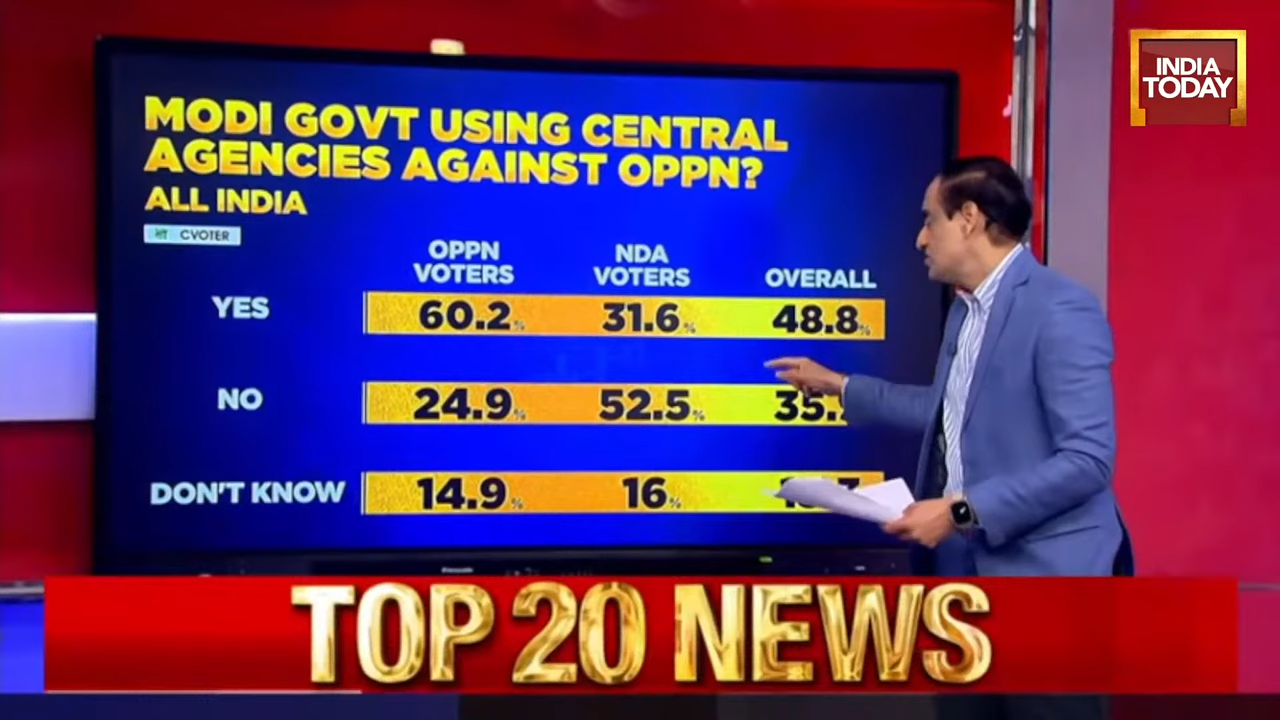 INDIA
TODAY
MODI GOVT USING CENTRAL
AGENCIES AGAINST OPPN?
ALL INDIA
CVOTER
OPPN VOTERS NDA VOTERS OVERALL
YES 60.2% 31.6% 48.8%
NO 24.9% 52.5%
DON'T KNOW 14.9% 16%
TOP 20 NEWS